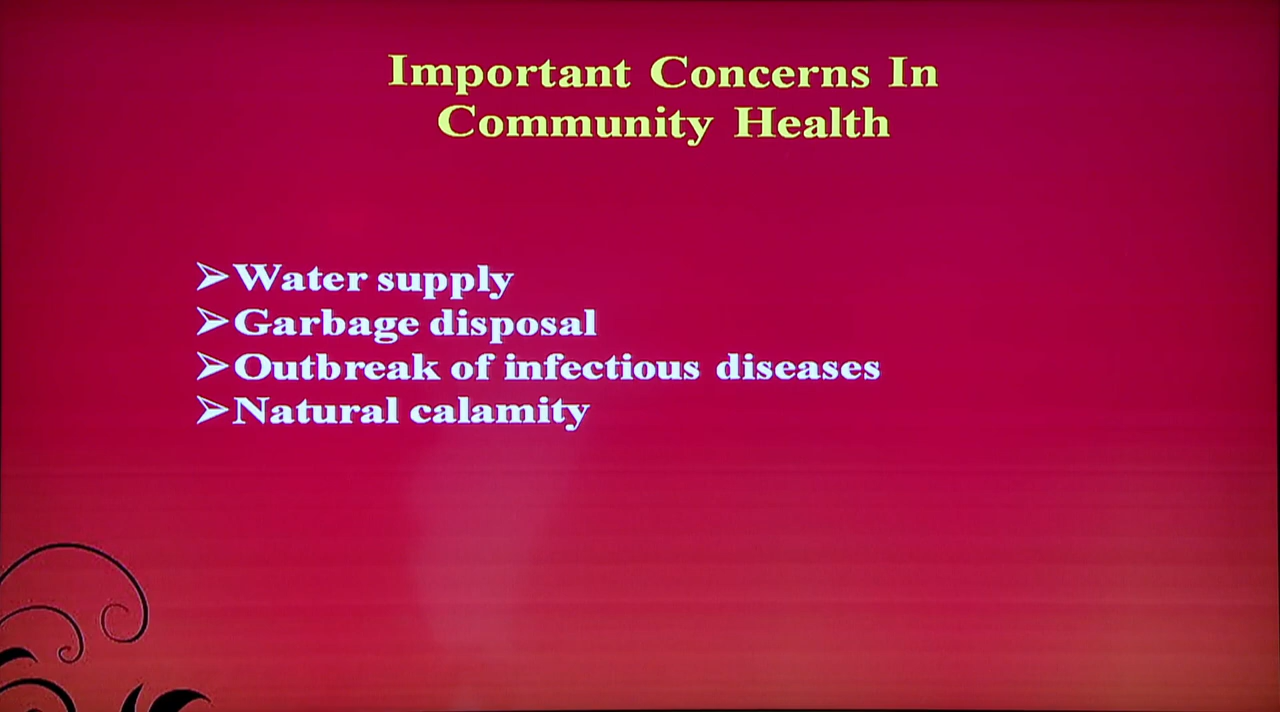 Important Concerns In
Community Health
➢Water supply
➢Garbage disposal
➢Outbreak of infectious diseases
➢Natural calamity